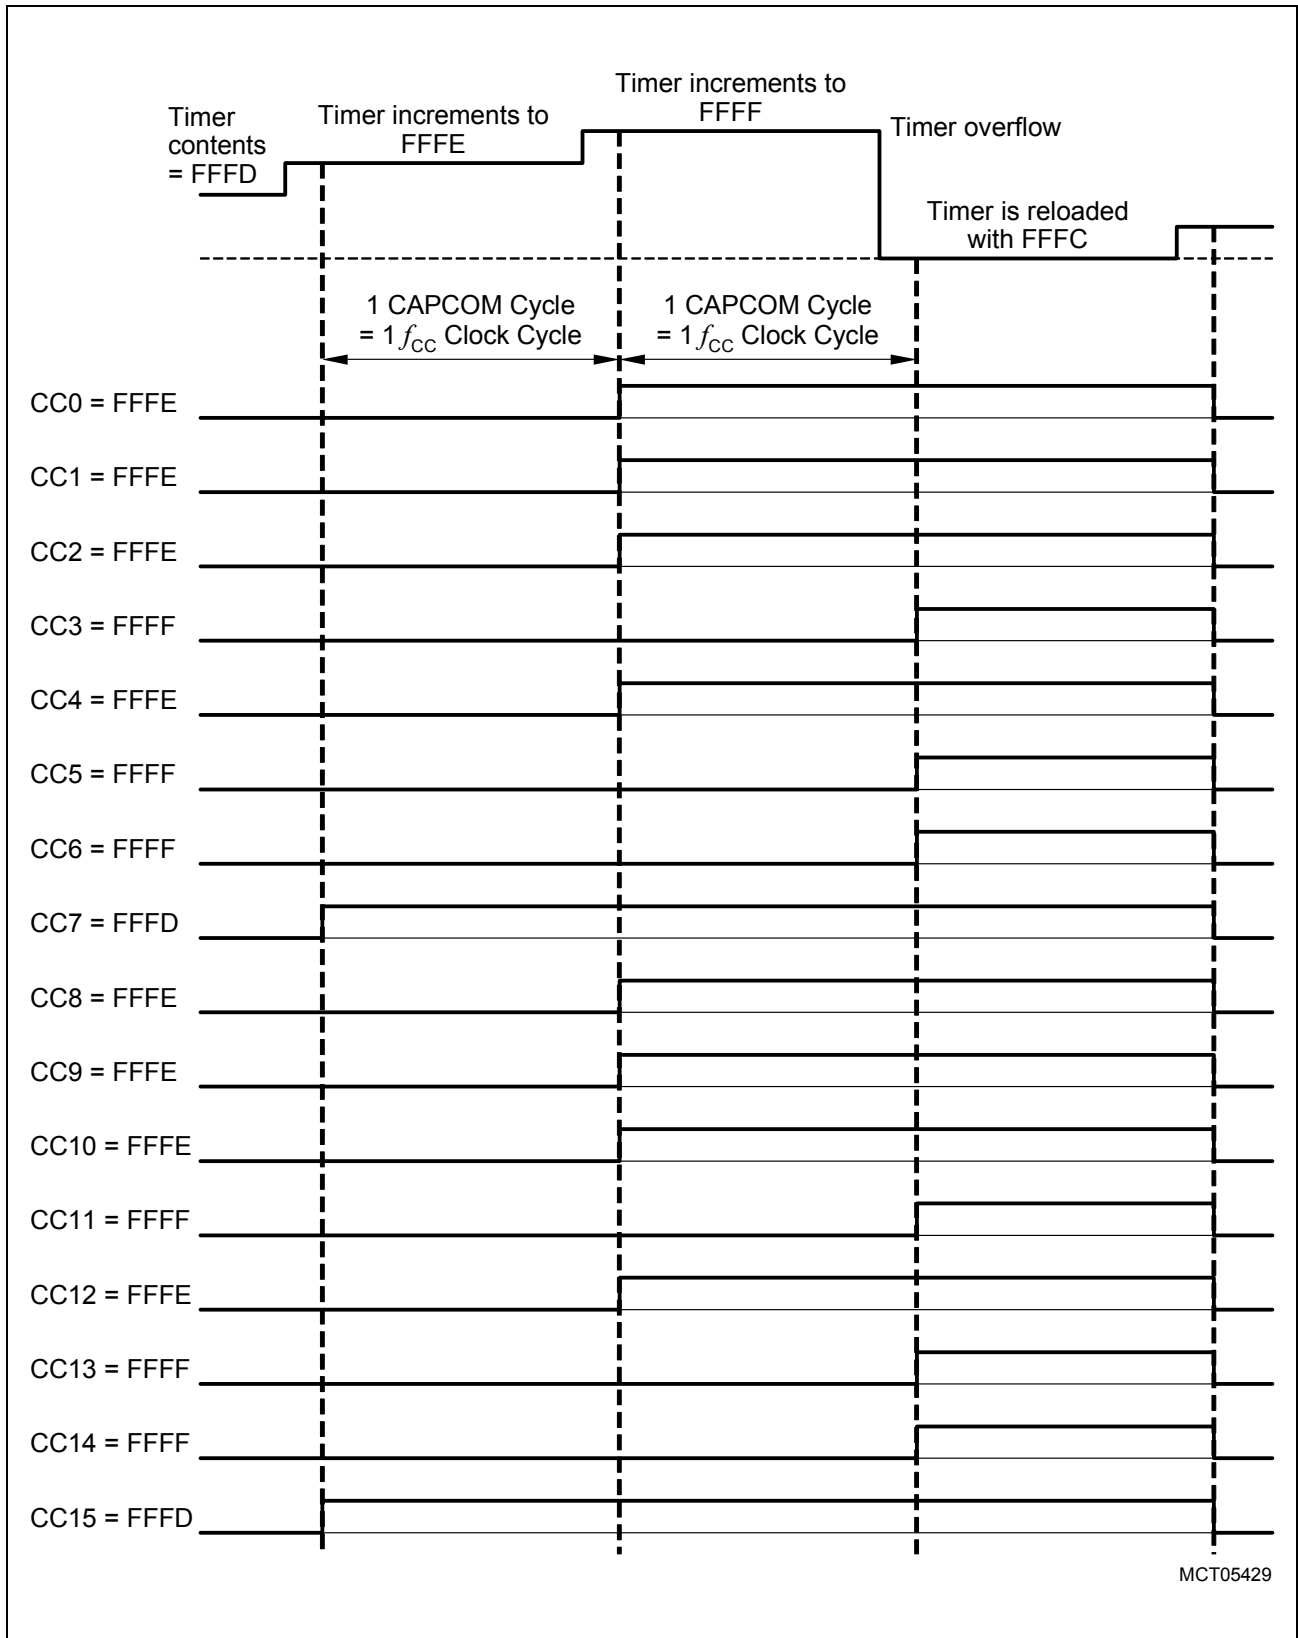 Timer increments to
FFFF
Timer
contents
= FFFD
Timer increments to
FFFE
Timer overflow
Timer is reloaded
with FFFC
1 CAPCOM Cycle
= 1 fCC Clock Cycle
1 CAPCOM Cycle
= 1 fCC Clock Cycle
CC0 = FFFE
CC1 = FFFE
CC2 = FFFE
CC3 = FFFF
CC4 = FFFE
CC5 = FFFF
CC6 = FFFF
CC7 = FFFD
CC8 = FFFE
CC9 = FFFE
CC10 = FFFE
CC11 = FFFF
CC12 = FFFE
CC13 = FFFF
CC14 = FFFF
CC15 = FFFD
MCT05429